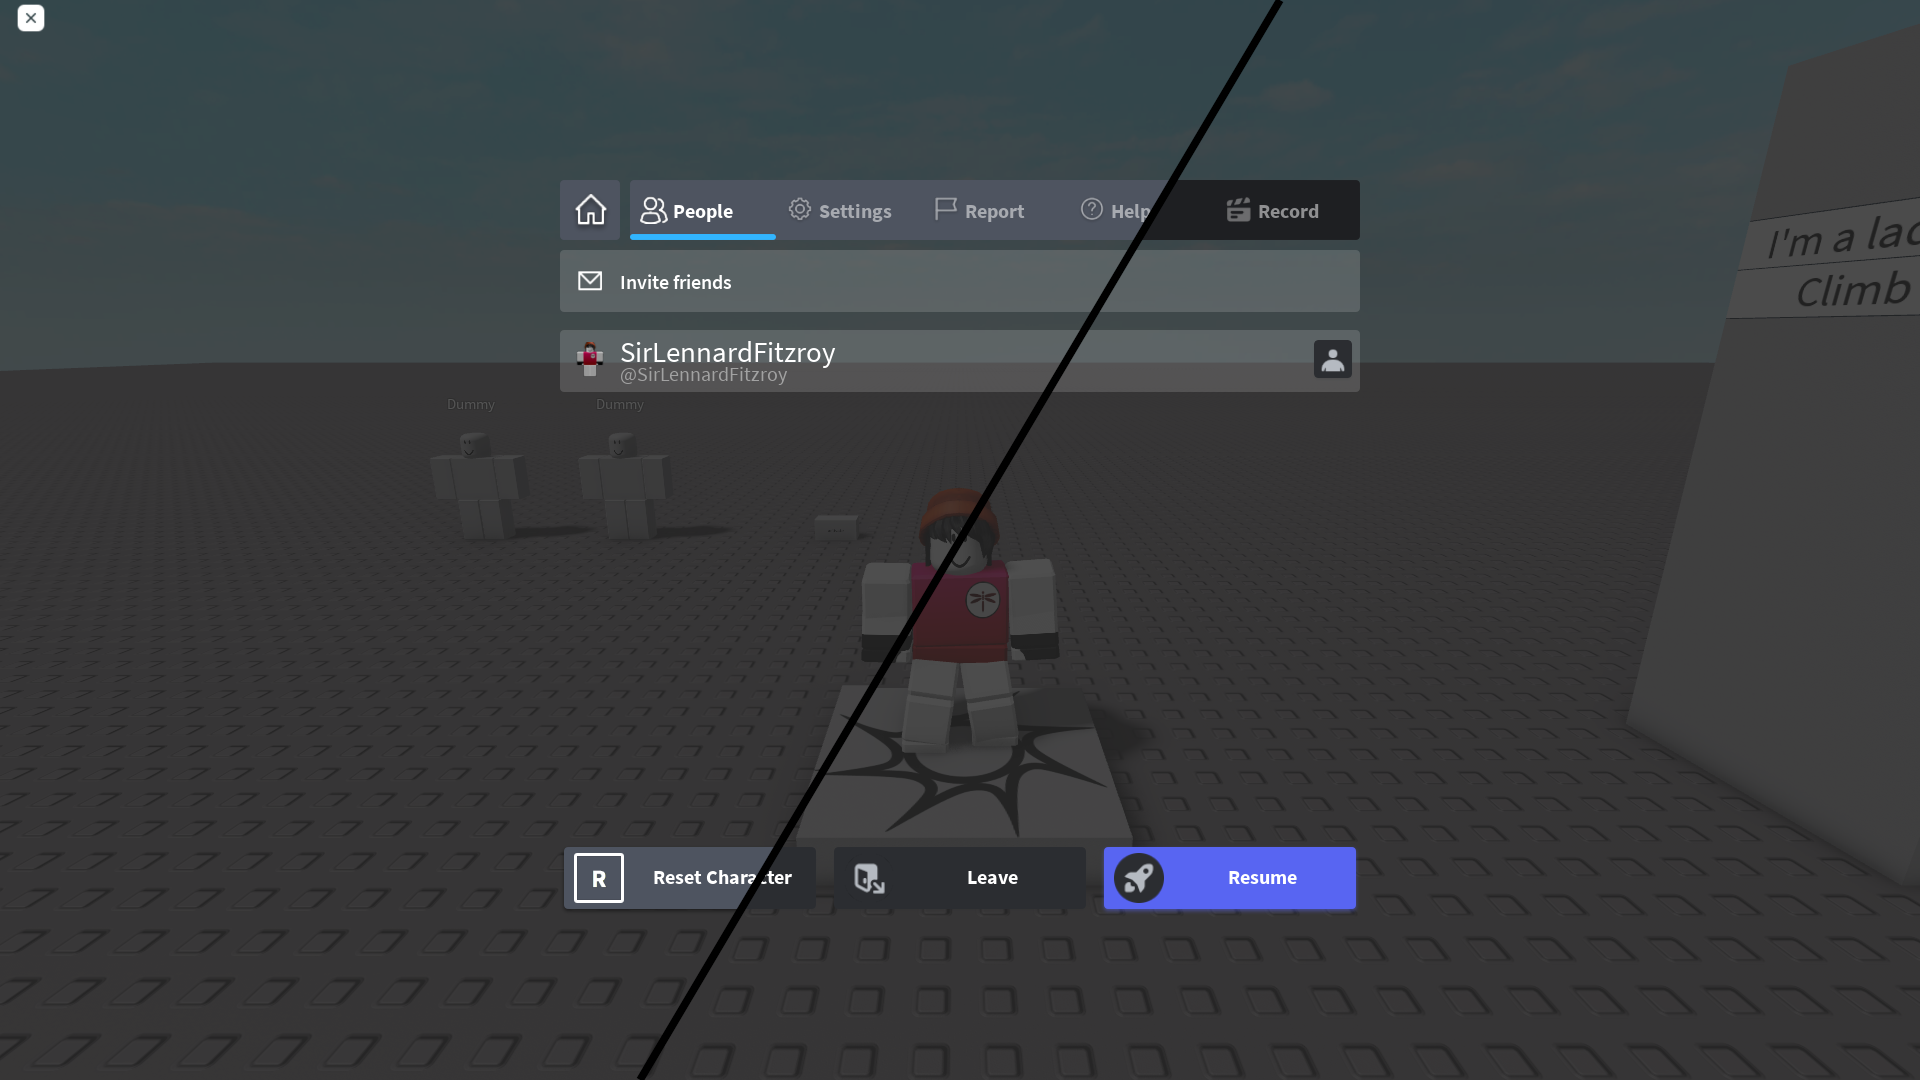 People
Settings
Report
Help
Record
Invite friends
SirLennardFitzroy
@SirLennardFitzroy
I'm a
Climb
Dummy
Dummy
R
Reset Character
Leave
Resume